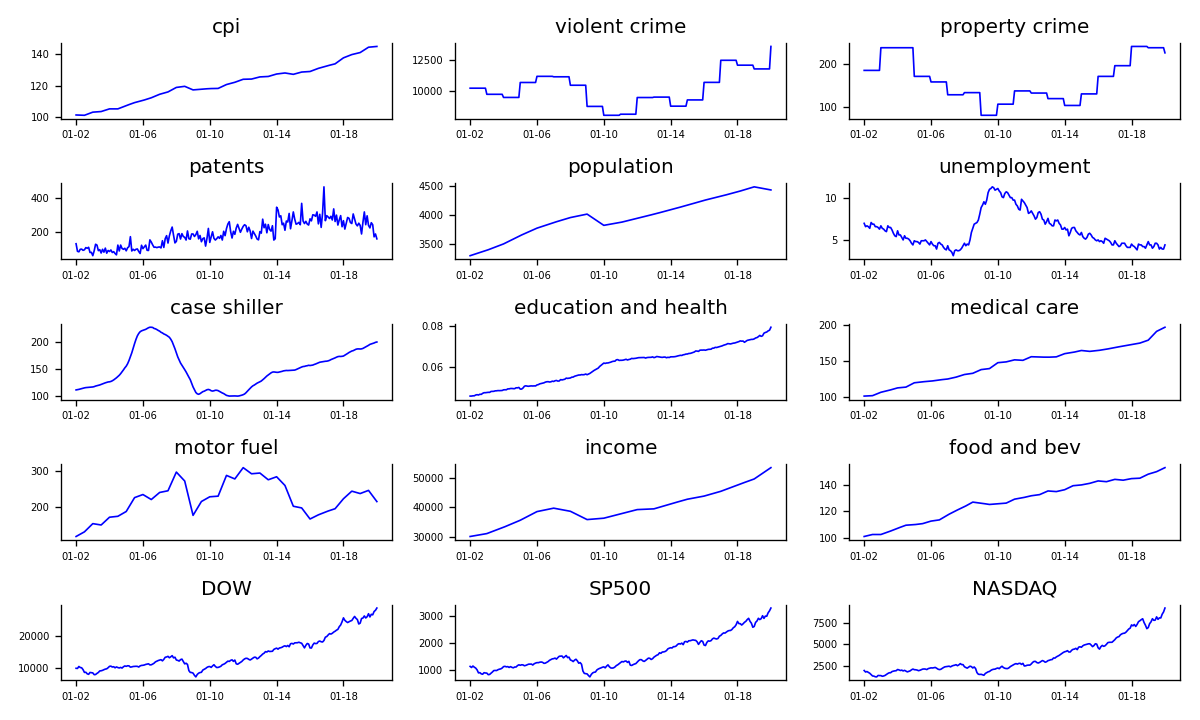 cpi
violent crime
property crime
140
120
100
01-02 01-06 01-10 01-14 01-18
12500
10000
01-02 01-06 01-10 01-14 01-18
200
100
01-02 01-06 01-10 01-14 01-18
patents
population
unemployment
400
200
01-02 01-06 01-10 01-14 01-18
4500
4000
3500
01-02 01-06 01-10 01-14 01-18
10
5
01-02 01-06 01-10 01-14 01-18
case shiller
education and health
medical care
200
150
100
01-02 01-06 01-10 01-14 01-18
0.08
0.06
01-02 01-06 01-10 01-14 01-18
200
150
100
01-02 01-06 01-10 01-14 01-18
motor fuel
income
food and bev
300
200
01-02 01-06 01-10 01-14 01-18
50000
40000
30000
01-02 01-06 01-10 01-14 01-18
140
120
100
01-02 01-06 01-10 01-14 01-18
DOW
SP500
NASDAQ
20000
10000
01-02 01-06 01-10 01-14 01-18
3000
2000
1000
01-02 01-06 01-10 01-14 01-18
7500
5000
2500
01-02 01-06 01-10 01-14 01-18